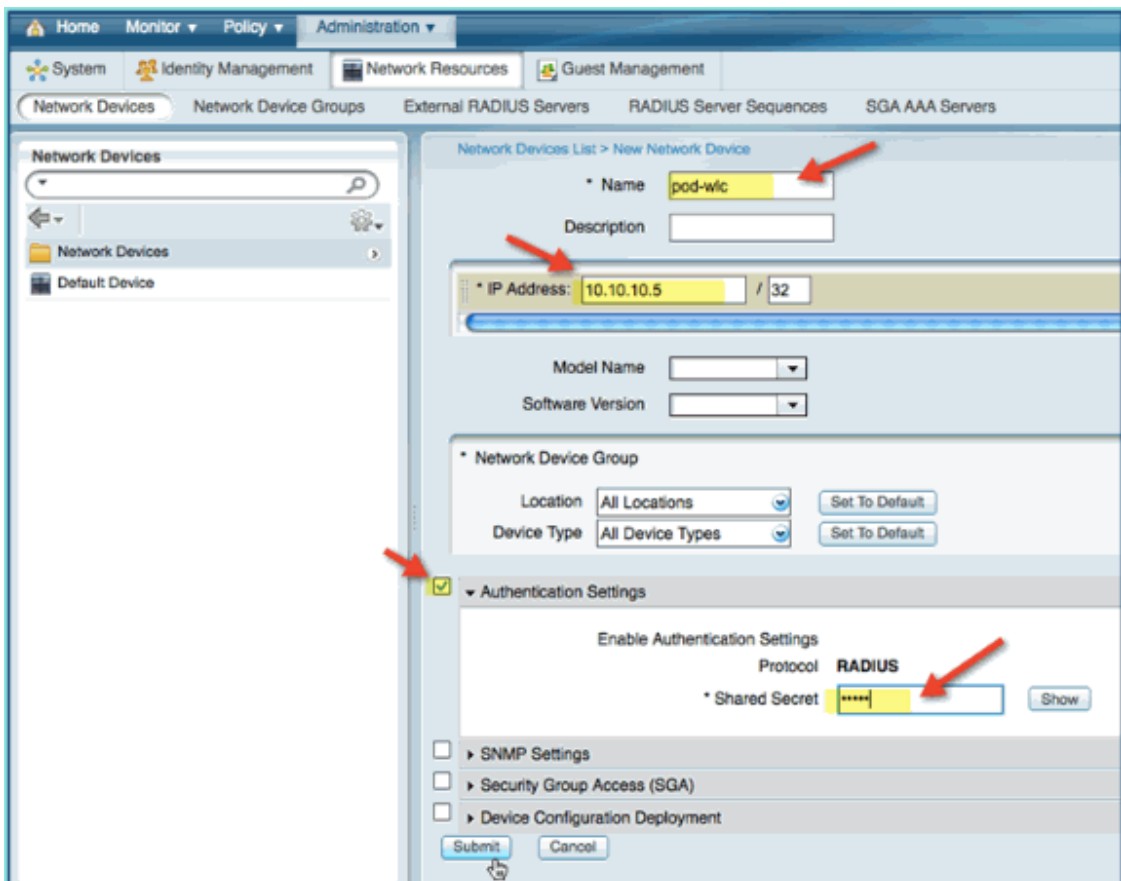 Home Monitor Policy Administration
System Identity Management Network Resources Guest Management
Network Devices Network Device Groups External RADIUS Servers RADIUS Server Sequences SGA AAA Servers
Network Devices
Network Devices
Default Device
Network Devices List > New Network Device
* Name pod-wlc
Description
* IP Address: 10.10.10.5 / 32
Model Name
Software Version
* Network Device Group
Location All Locations Set To Default
Device Type All Device Types Set To Default
Authentication Settings
Enable Authentication Settings
Protocol RADIUS
* Shared Secret ••••• Show
SNMP Settings
Security Group Access (SGA)
Device Configuration Deployment
Submit Cancel